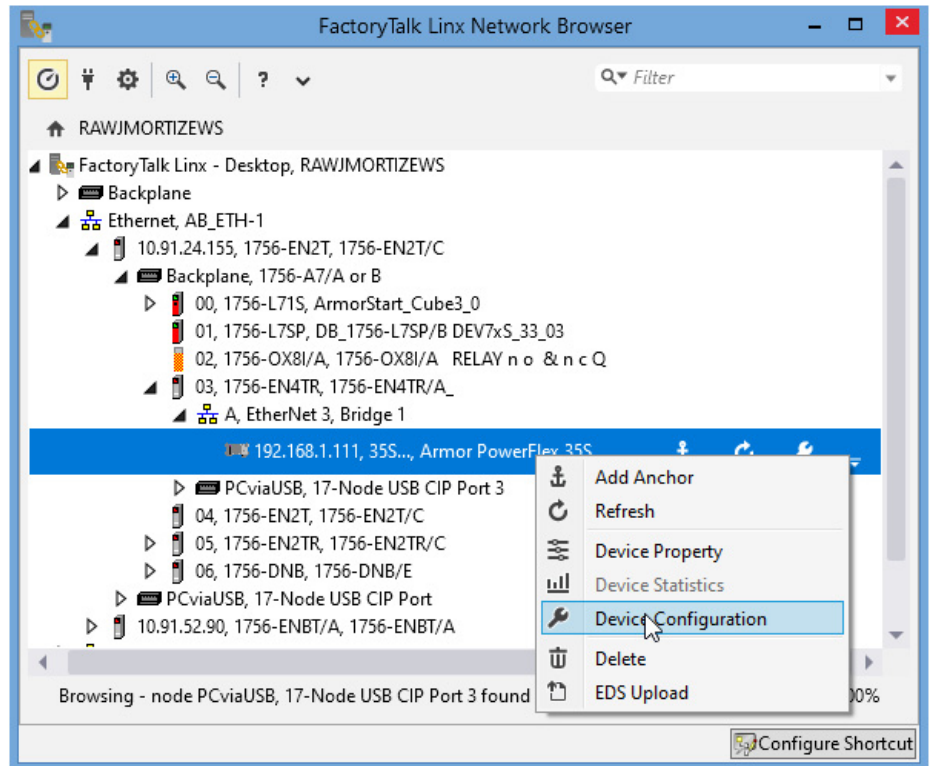 FactoryTalk Linx Network Browser
Filter
RAWJMORTIZEWS
FactoryTalk Linx - Desktop, RAWJMORTIZEWS
Backplane
Ethernet, AB_ETH-1
10.91.24.155, 1756-EN2T, 1756-EN2T/C
Backplane, 1756-A7/A or B
00, 1756-L71S, ArmorStart_Cube3_0
01, 1756-L7SP, DB_1756-L7SP/B DEV7xS_33_03
02, 1756-OX8I/A, 1756-OX8I/A RELAY n o & n c Q
03, 1756-EN4TR, 1756-EN4TR/A_
A, EtherNet 3, Bridge 1
192.168.1.111, 35S..., Armor PowerFlex 35S
Add Anchor
PCviaUSB, 17-Node USB CIP Port 3
Refresh
04, 1756-EN2T, 1756-EN2T/C
05, 1756-EN2TR, 1756-EN2TR/C
Device Property
06, 1756-DNB, 1756-DNB/E
Device Statistics
PCviaUSB, 17-Node USB CIP Port
Device Configuration
10.91.52.90, 1756-ENBT/A, 1756-ENBT/A
Delete
Browsing - node PCviaUSB, 17-Node USB CIP Port 3 found
EDS Upload
00%
Configure Shortcut